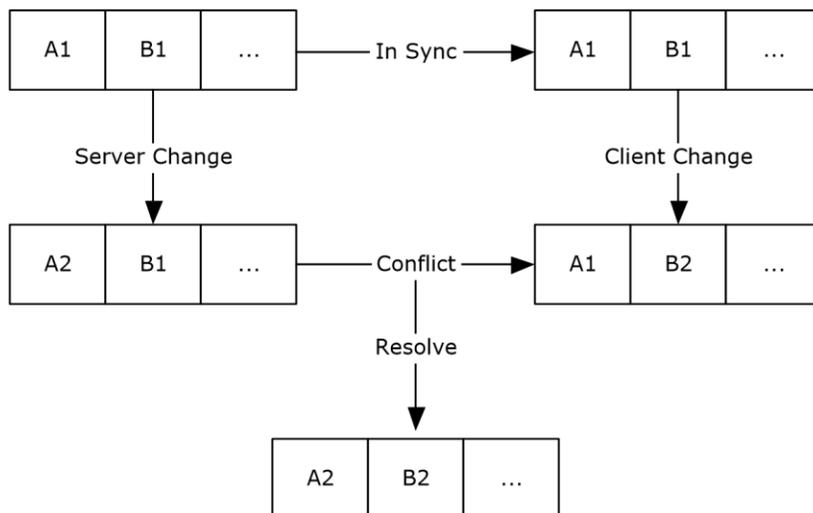 A1 B1 ... In Sync A1 B1 ...
Server Change Client Change
A2 B1 ... Conflict A1 B2 ...
Resolve
A2 B2 ...